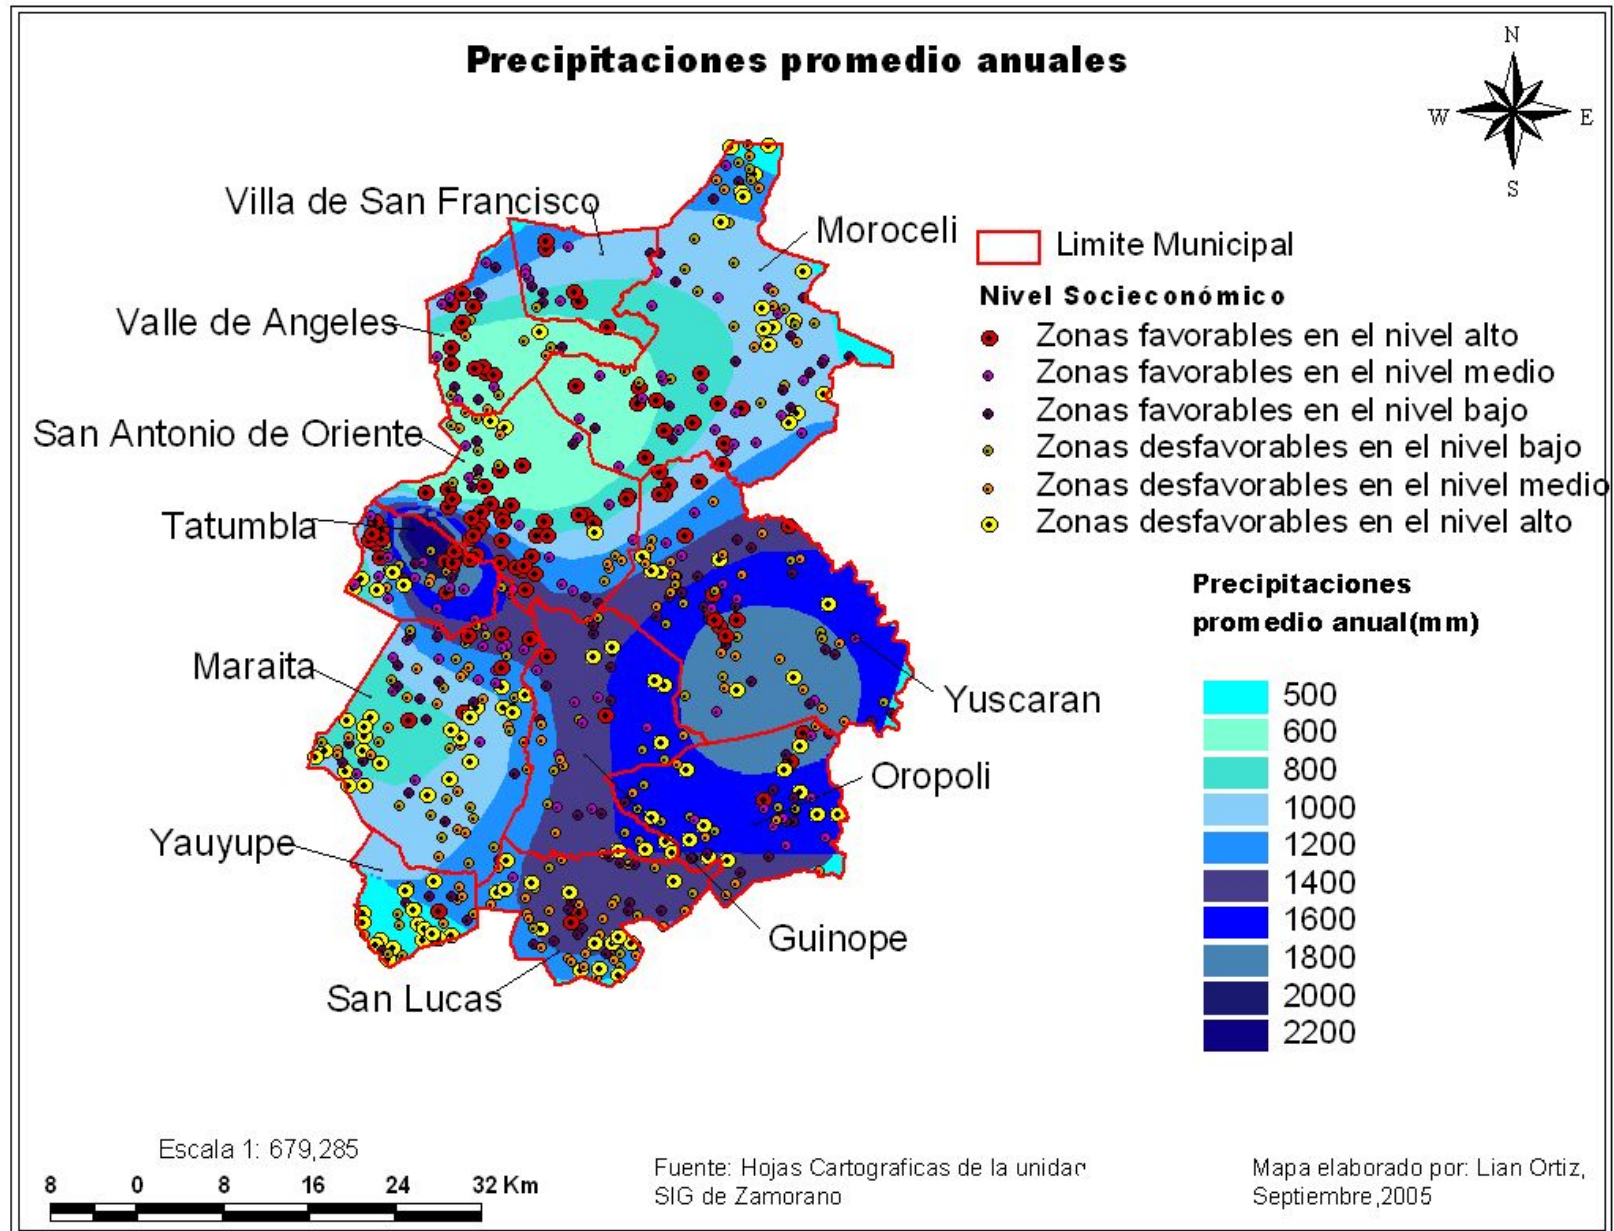 Precipitaciones promedio anuales
N
W
E
S
Villa de San Francisco
Moroceli
Valle de Angeles
San Antonio de Oriente
Tatumbla
Maraita
Yauyupe
San Lucas
Guinope
Oropoli
Yuscaran
Limite Municipal
Nivel Socieconómico
Zonas favorables en el nivel alto
Zonas favorables en el nivel medio
Zonas favorables en el nivel bajo
Zonas desfavorables en el nivel bajo
Zonas desfavorables en el nivel medio
Zonas desfavorables en el nivel alto
Precipitaciones
promedio anual(mm)
500
600
800
1000
1200
1400
1600
1800
2000
2200
Escala 1: 679,285
8 0 8 16 24 32 Km
Fuente: Hojas Cartograficas de la unidad
SIG de Zamorano
Mapa elaborado por: Lian Ortiz,
Septiembre,2005